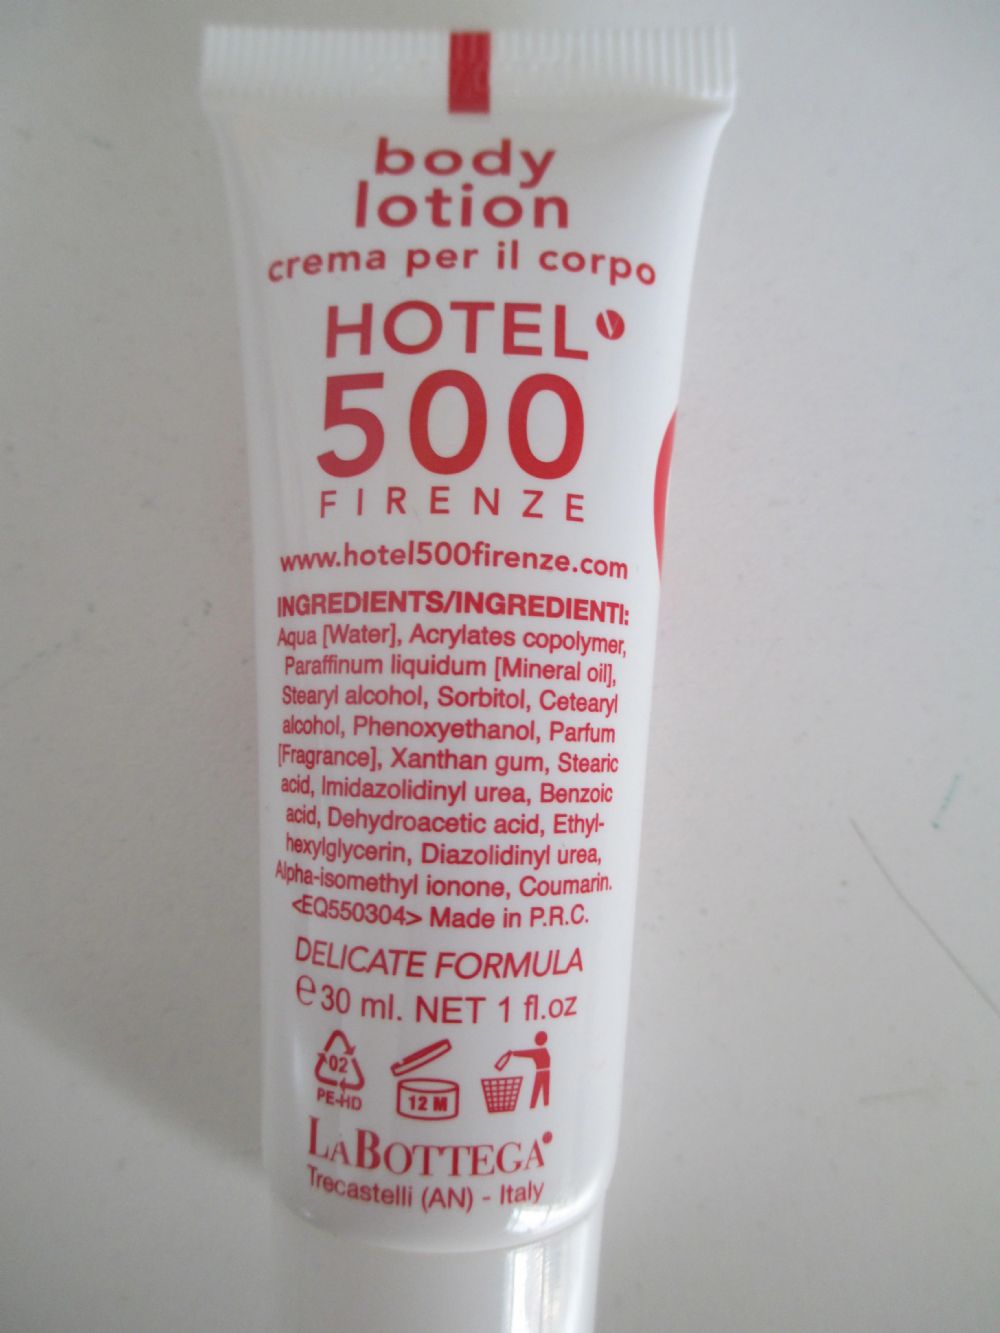 body
lotion
crema per il corpo
HOTEL
500
FIRENZE
www.hotel500firenze.com
INGREDIENTS/INGREDIENTI:
Aqua [Water], Acrylates copolymer,
Paraffinum liquidum [Mineral oil],
Stearyl alcohol, Sorbitol, Cetearyl
alcohol, Phenoxyethanol, Parfum
[Fragrance], Xanthan gum, Stearic
acid, Imidazolidinyl urea, Benzoic
acid, Dehydroacetic acid, Ethyl-
hexylglycerin, Diazolidinyl urea,
Alpha-isomethyl ionone, Coumarin.
<EQ550304> Made in P.R.C.
DELICATE FORMULA
℮ 30 ml. NET 1 fl.oz
02
PE-HD
12 M
LABOTTEGA
Trecastelli (AN) - Italy